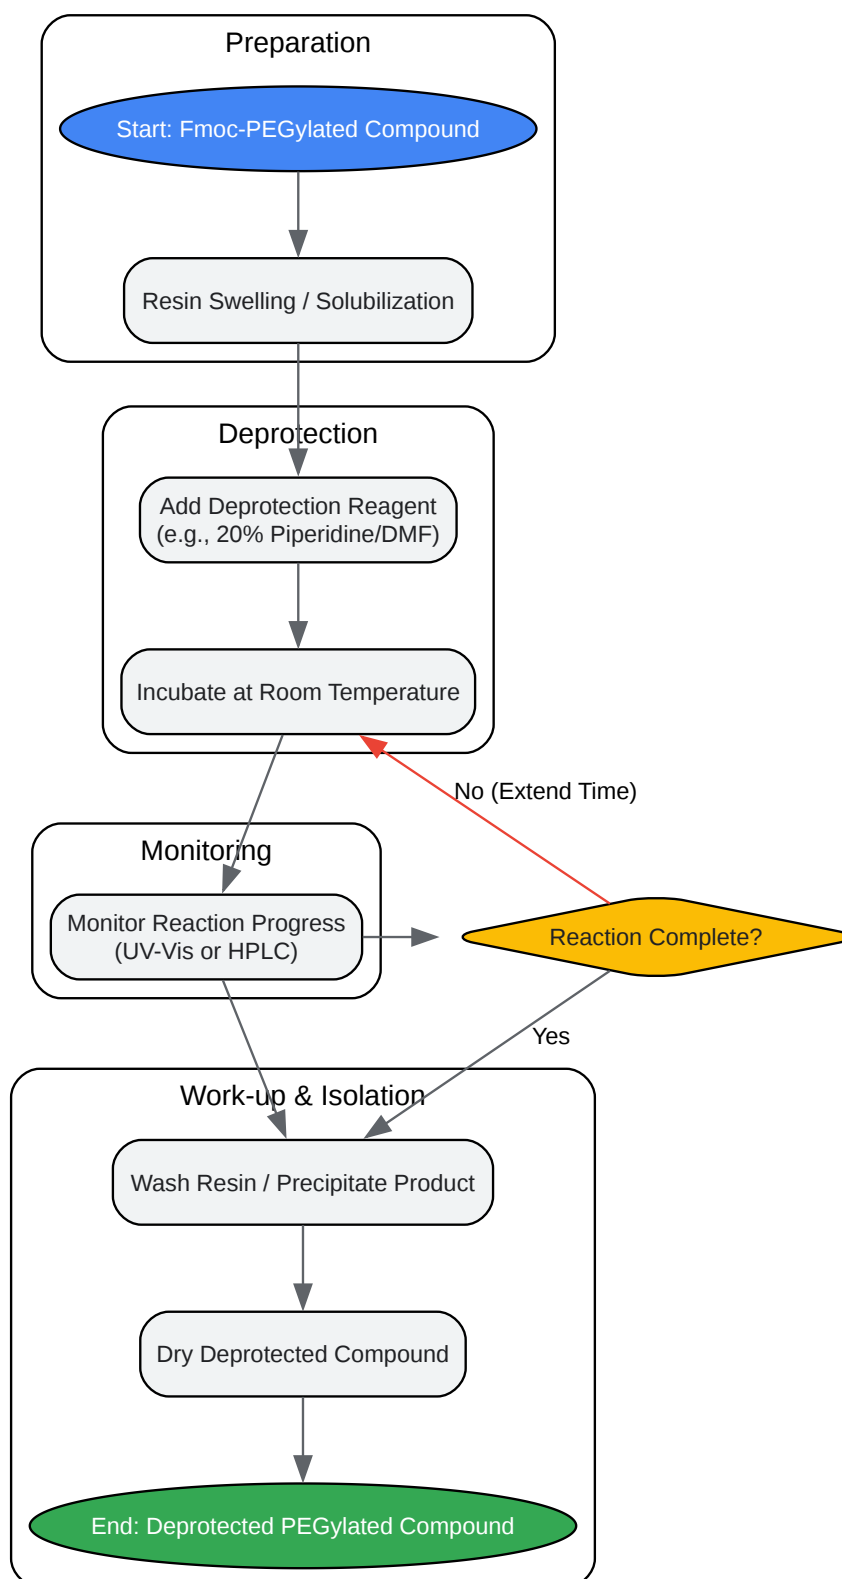 Preparation
Start: Fmoc-PEGylated Compound
Resin Swelling / Solubilization
Deprotection
Add Deprotection Reagent
(e.g., 20% Piperidine/DMF)
Incubate at Room Temperature
No (Extend Time)
Monitoring
Monitor Reaction Progress
(UV-Vis or HPLC)
Reaction Complete?
Yes
Work-up & Isolation
Wash Resin / Precipitate Product
Dry Deprotected Compound
End: Deprotected PEGylated Compound